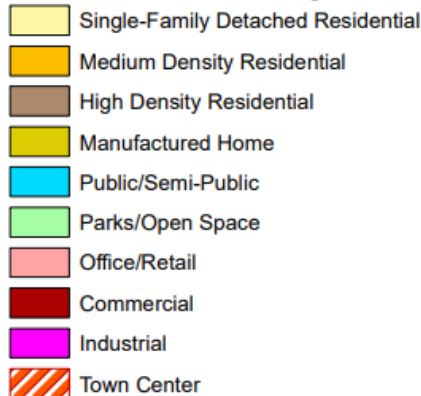 Single-Family Detached Residential
Medium Density Residential
High Density Residential
Manufactured Home
Public/Semi-Public
Parks/Open Space
Office/Retail
Commercial
Industrial
Town Center